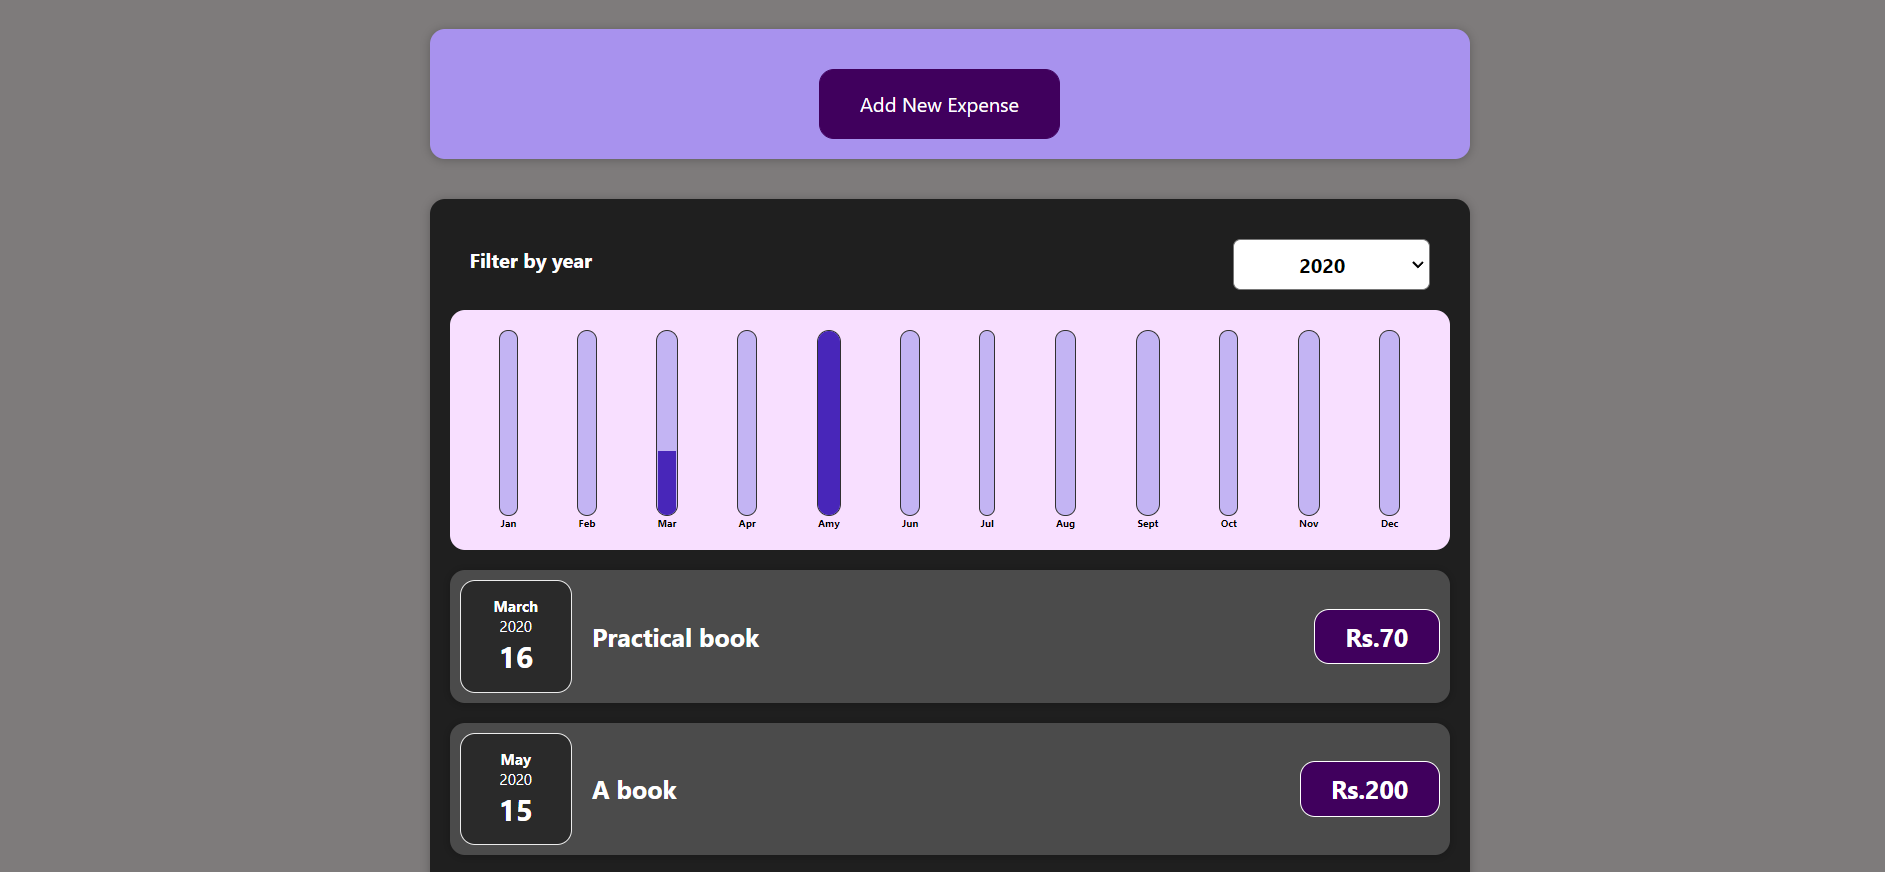 Add New Expense
Filter by year
2020
Jan Feb Mar Apr Amy Jun Jul Aug Sept Oct Nov Dec
March
2020
16
Practical book
Rs.70
May
2020
15
A book
Rs.200